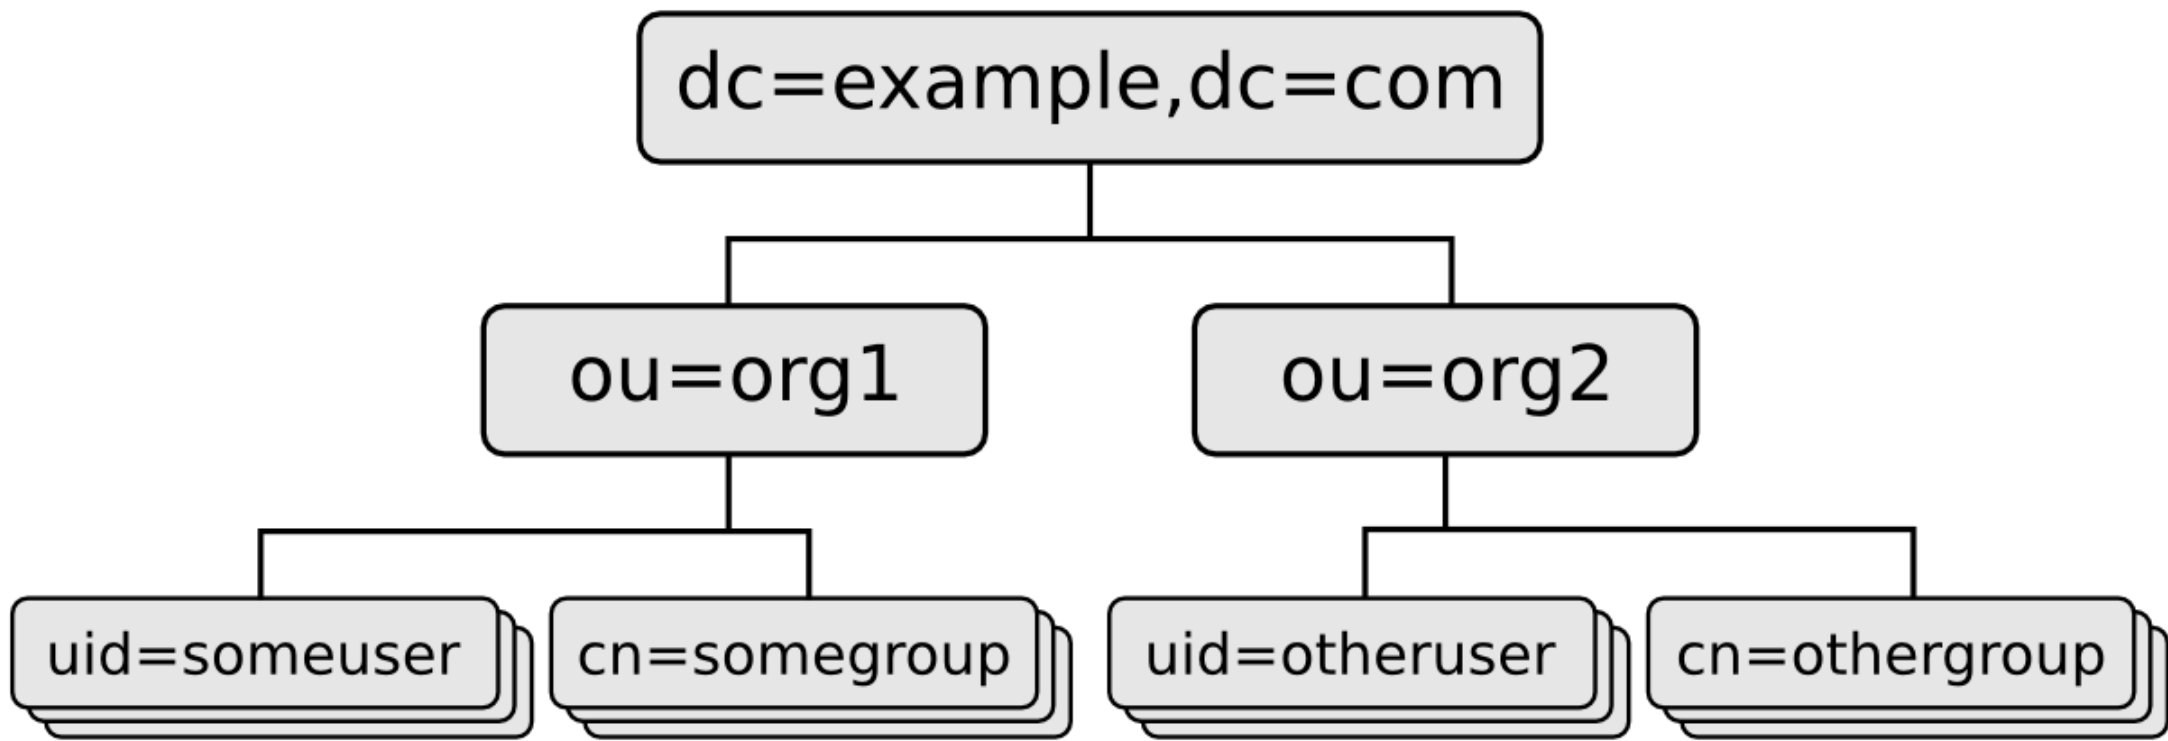 dc=example,dc=com
ou=org1
ou=org2
uid=someuser
cn=somegroup
uid=otheruser
cn=othergroup